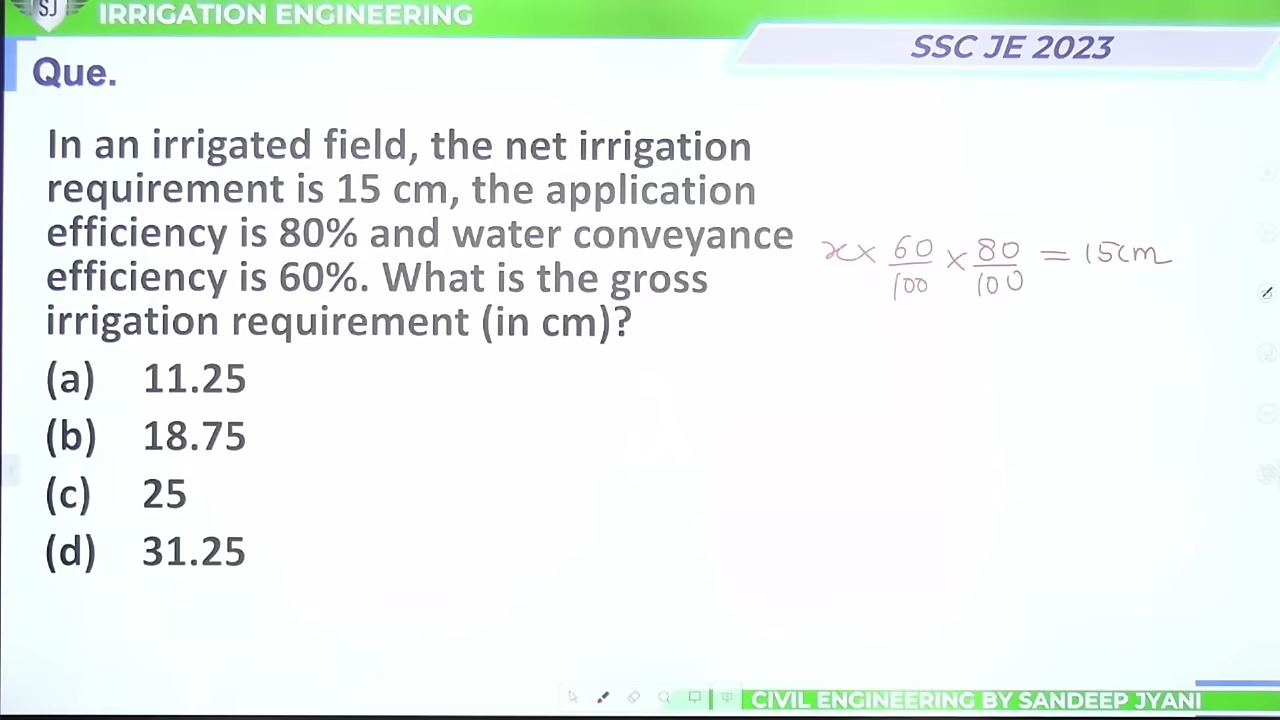 SJ
IRRIGATION ENGINEERING
SSC JE 2023
Que.
In an irrigated field, the net irrigation
requirement is 15 cm, the application
efficiency is 80% and water conveyance
efficiency is 60%. What is the gross
irrigation requirement (in cm)?
x × 60/100 × 80/100 = 15cm
(a) 11.25
(b) 18.75
(c) 25
(d) 31.25
CIVIL ENGINEERING BY SANDEEP JYANI